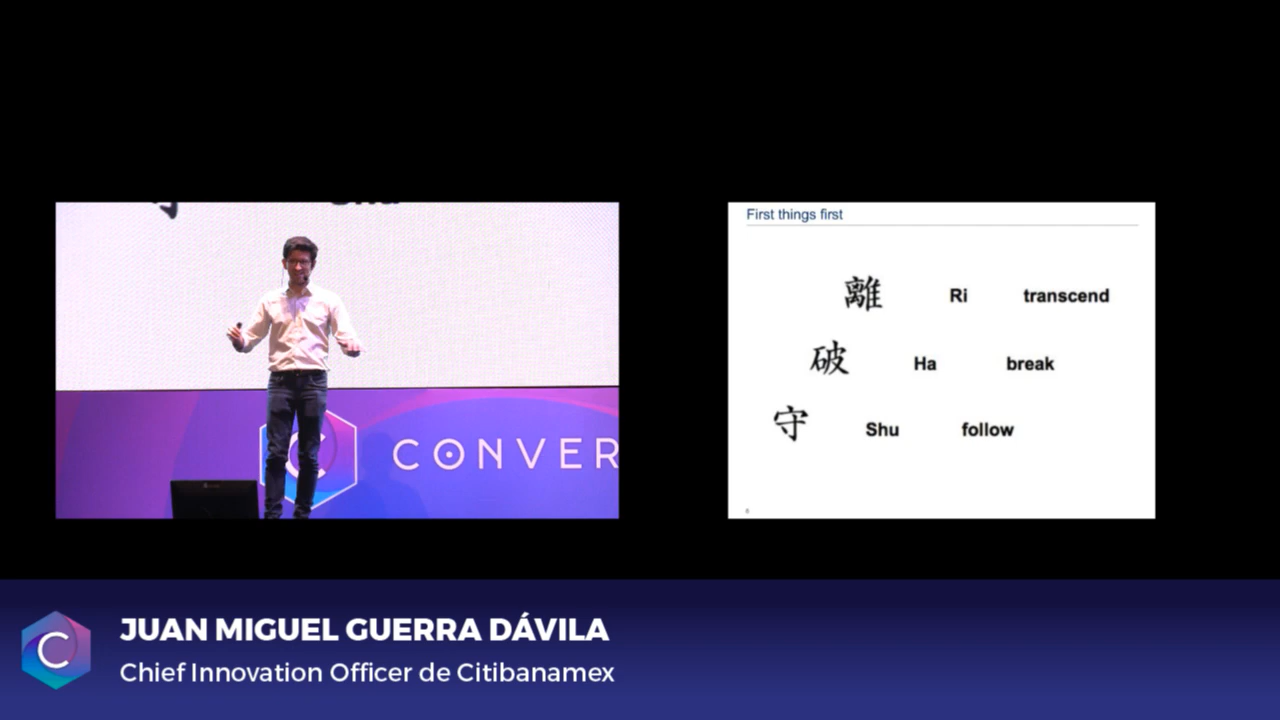 First things first
離 Ri transcend
破 Ha break
守 Shu follow
8
C
CONVER
C
JUAN MIGUEL GUERRA DÁVILA
Chief Innovation Officer de Citibanamex